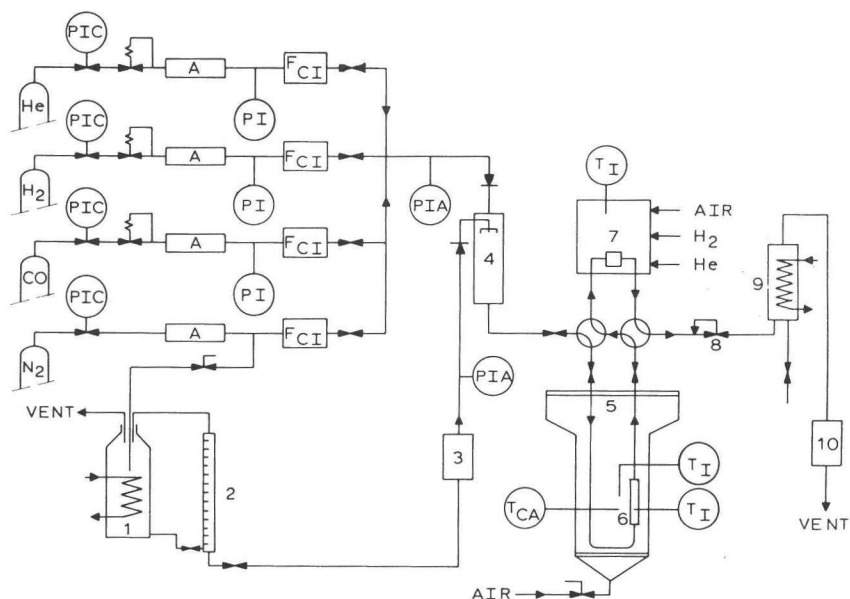 PIC
He
A
PI
FCI
PIC
H2
A
PI
FCI
PIA
TI
7
AIR
H2
He
PIC
CO
A
PI
FCI
4
9
8
PIC
N2
A
FCI
PIA
5
VENT
1
2
3
10
TI
TCA
6
TI
VENT
AIR